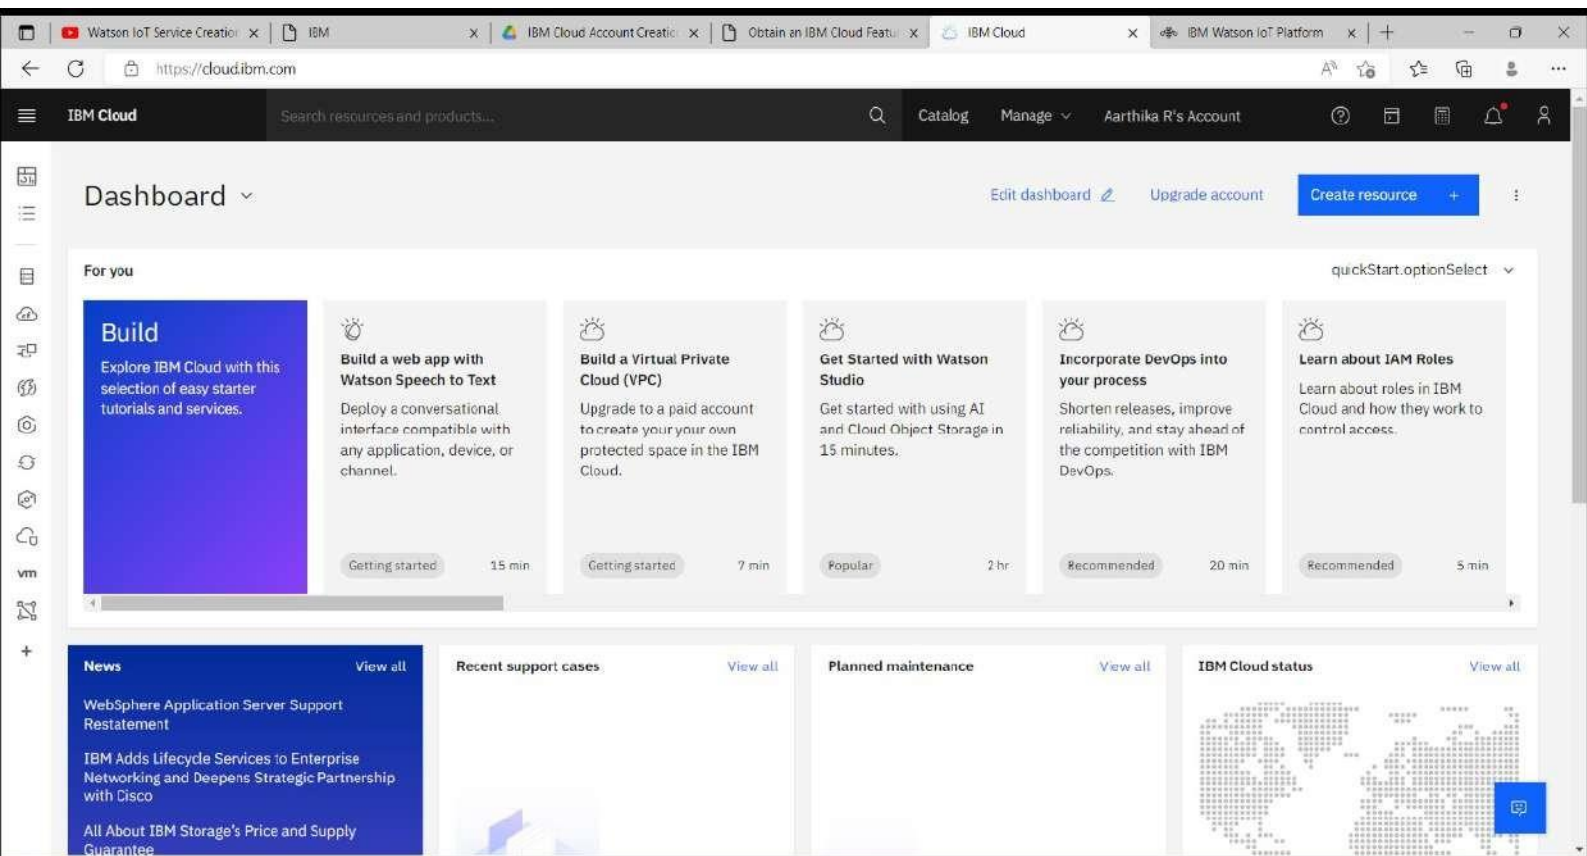 Watson IoT Service Creation
IBM
IBM Cloud Account Creatic
Obtain an IBM Cloud Featu
IBM Cloud
IBM Watson IoT Platform
https://cloud.ibm.com
IBM Cloud
Search resources and products...
Catalog
Manage
Aarthika R's Account
Dashboard
Edit dashboard
Upgrade account
Create resource +
For you
quickStart.optionSelect
Build
Explore IBM Cloud with this
selection of easy starter
tutorials and services.
Build a web app with
Watson Speech to Text
Deploy a conversational
interface compatible with
any application, device, or
channel.
Getting started
15 min
Build a Virtual Private
Cloud (VPC)
Upgrade to a paid account
to create your your own
protected space in the IBM
Cloud.
Getting started
7 min
Get Started with Watson
Studio
Get started with using AI
and Cloud Object Storage in
15 minutes.
Popular
2 hr
Incorporate DevOps into
your process
Shorten releases, improve
reliability, and stay ahead of
the competition with IBM
DevOps.
Recommended
20 min
Learn about IAM Roles
Learn about roles in IBM
Cloud and how they work to
control access.
Recommended
5 min
vm
News
View all
WebSphere Application Server Support
Restatement
IBM Adds Lifecycle Services to Enterprise
Networking and Deepens Strategic Partnership
with Cisco
All About IBM Storage's Price and Supply
Guarantee
Recent support cases
View all
Planned maintenance
View all
IBM Cloud status
View all